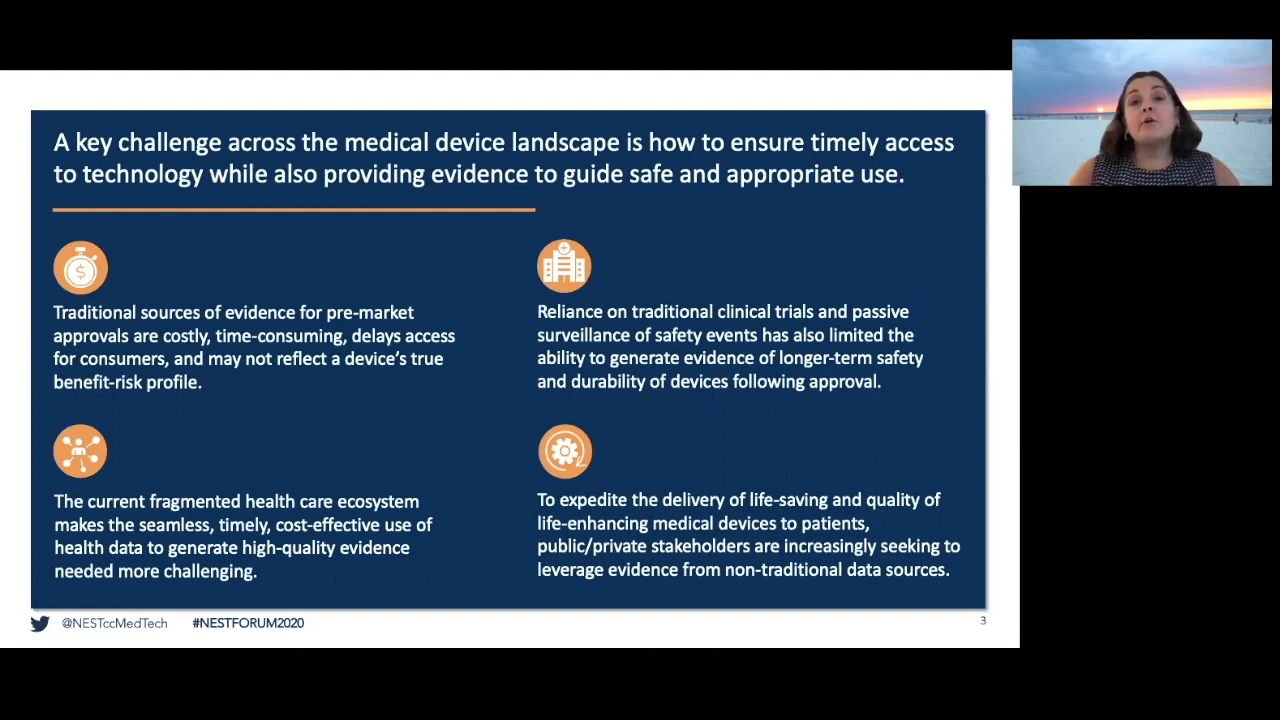 A key challenge across the medical device landscape is how to ensure timely access
to technology while also providing evidence to guide safe and appropriate use.
$
Traditional sources of evidence for pre-market
approvals are costly, time-consuming, delays access
for consumers, and may not reflect a device's true
benefit-risk profile.
Reliance on traditional clinical trials and passive
surveillance of safety events has also limited the
ability to generate evidence of longer-term safety
and durability of devices following approval.
The current fragmented health care ecosystem
makes the seamless, timely, cost-effective use of
health data to generate high-quality evidence
needed more challenging.
To expedite the delivery of life-saving and quality of
life-enhancing medical devices to patients,
public/private stakeholders are increasingly seeking to
leverage evidence from non-traditional data sources.
@NESTccMedTech #NESTFORUM2020
3